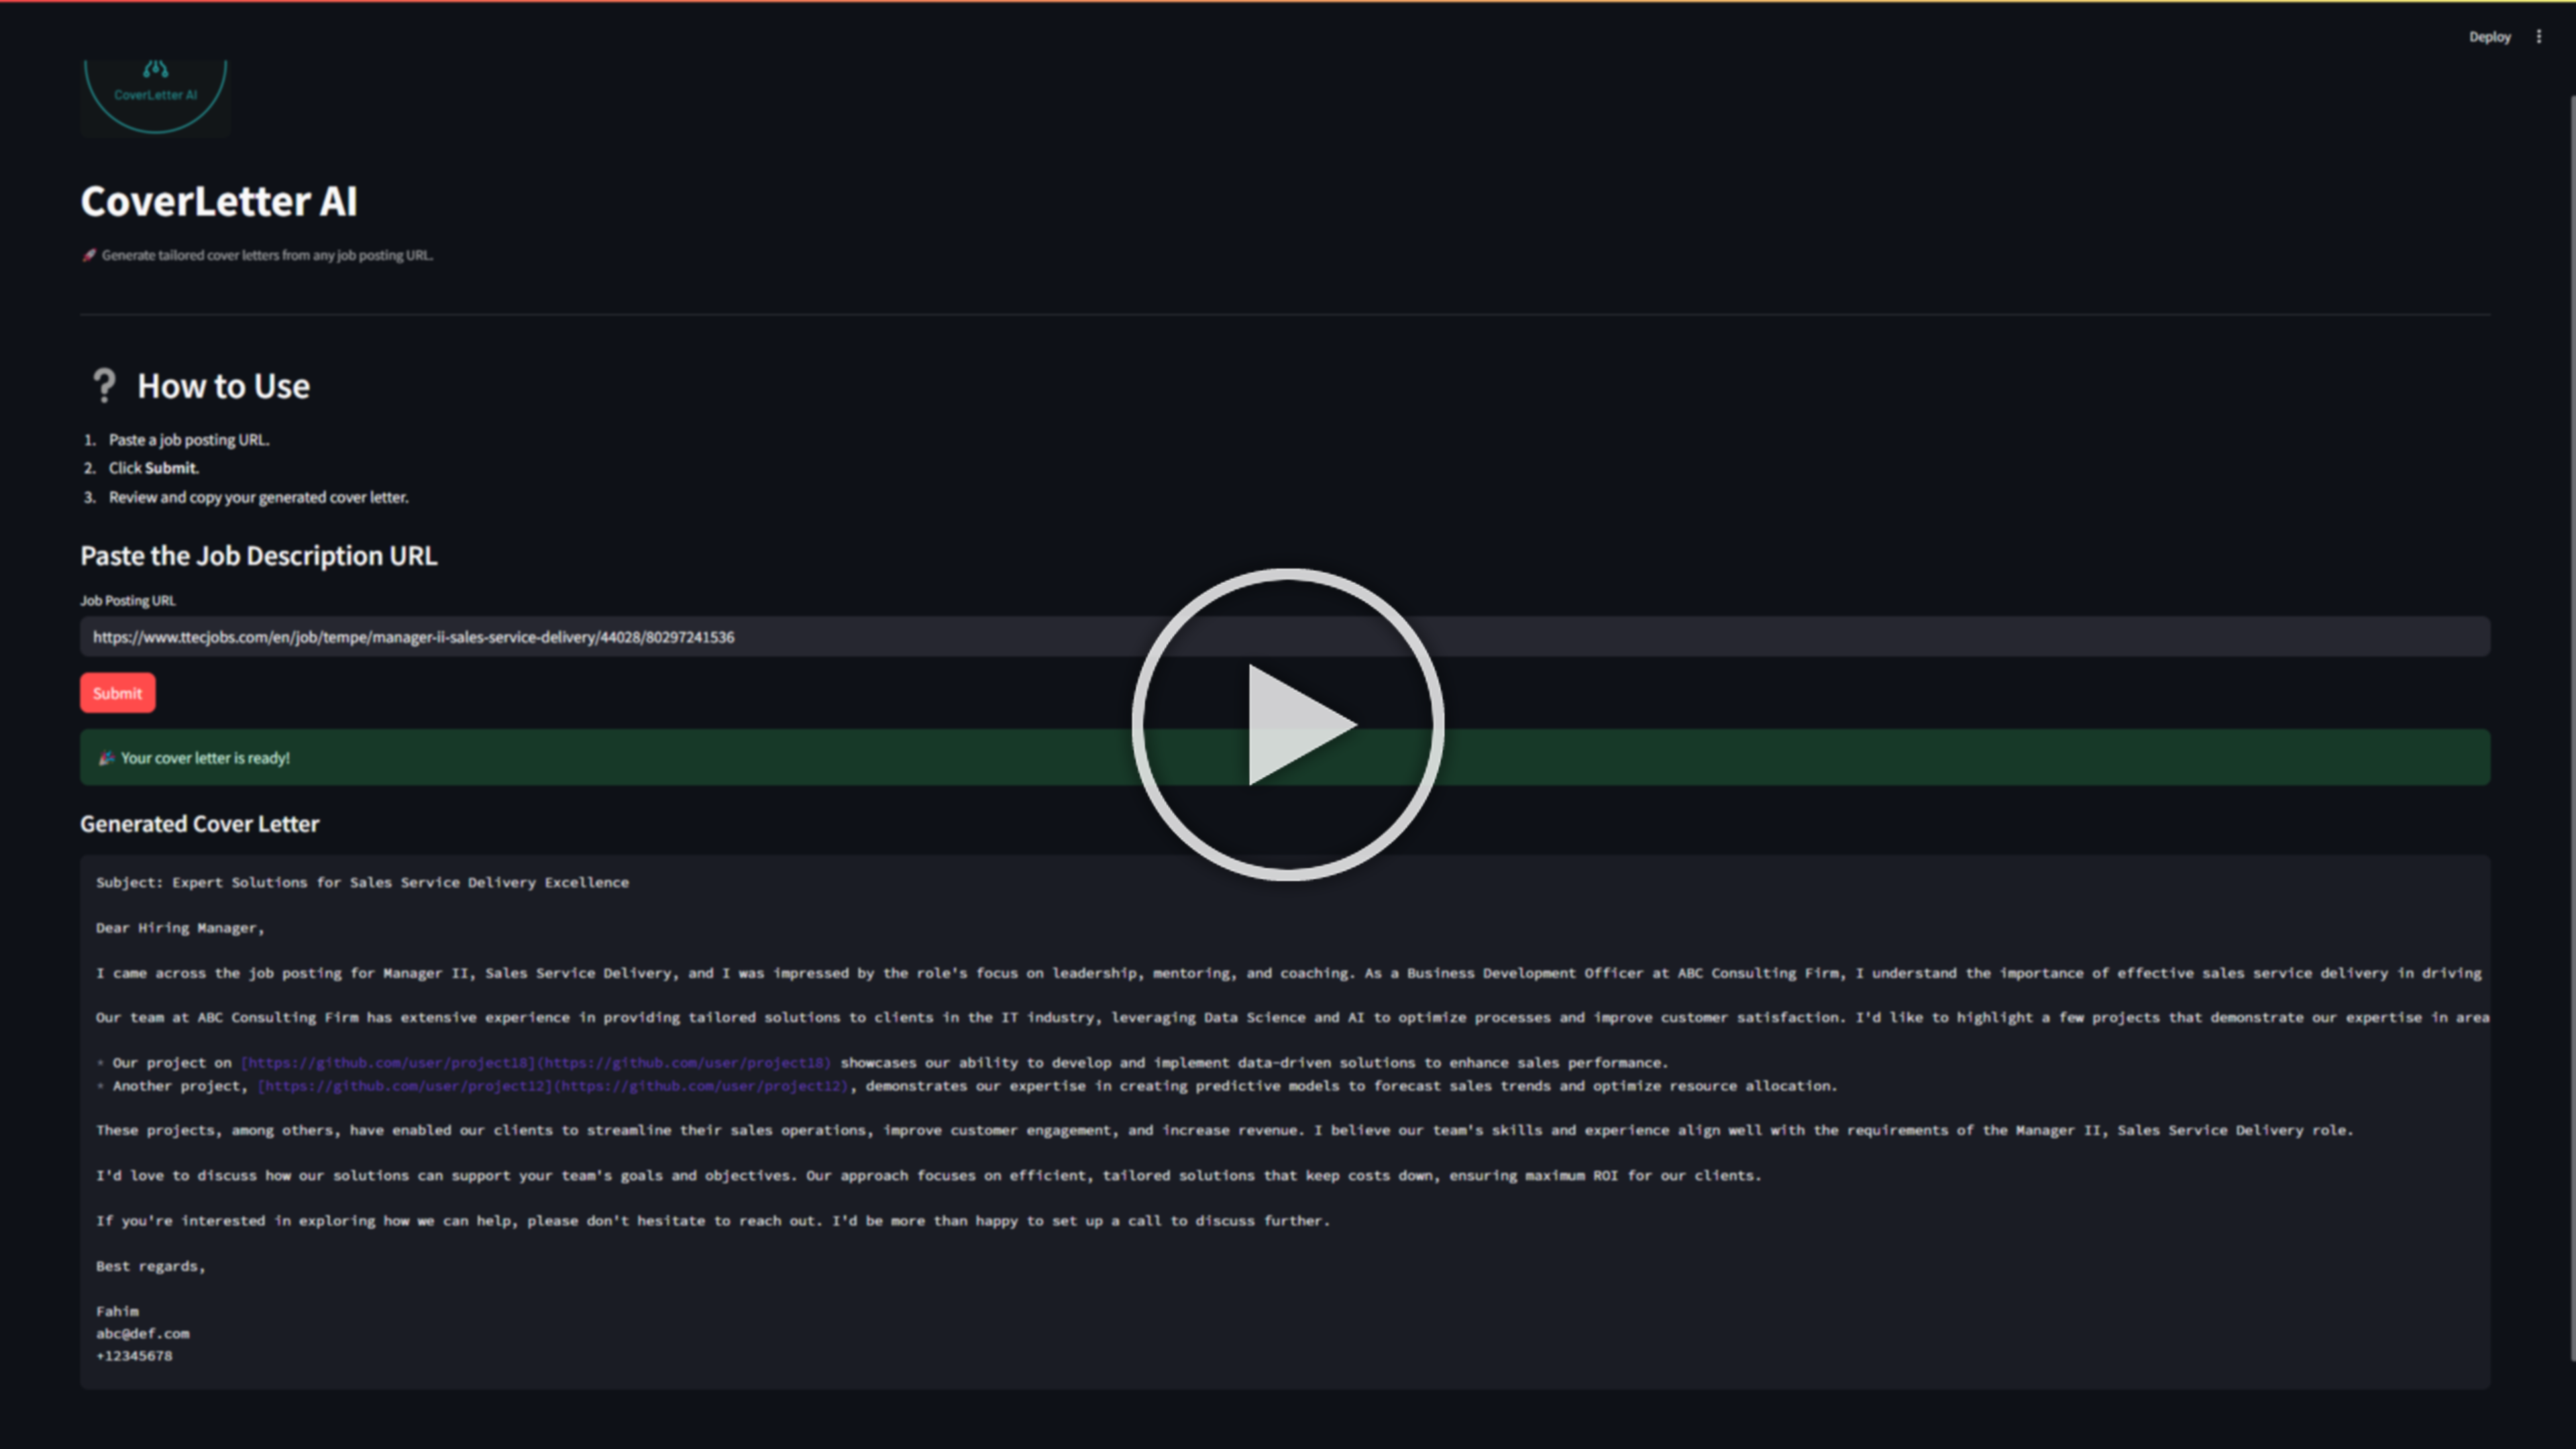 Deploy
CoverLetter AI
CoverLetter AI
🚀 Generate tailored cover letters from any job posting URL.
❔ How to Use
1. Paste a job posting URL.
2. Click Submit.
3. Review and copy your generated cover letter.
Paste the Job Description URL
Job Posting URL
https://www.ttecjobs.com/en/job/tempe/manager-ii-sales-service-delivery/44028/80297241536
Submit
🎉 Your cover letter is ready!
Generated Cover Letter
Subject: Expert Solutions for Sales Service Delivery Excellence
Dear Hiring Manager,
I came across the job posting for Manager II, Sales Service Delivery, and I was impressed by the role's focus on leadership, mentoring, and coaching. As a Business Development Officer at ABC Consulting Firm, I understand the importance of effective sales service delivery in driving
Our team at ABC Consulting Firm has extensive experience in providing tailored solutions to clients in the IT industry, leveraging Data Science and AI to optimize processes and improve customer satisfaction. I'd like to highlight a few projects that demonstrate our expertise in area
* Our project on [https://github.com/user/project18](https://github.com/user/project18) showcases our ability to develop and implement data-driven solutions to enhance sales performance.
* Another project, [https://github.com/user/project12](https://github.com/user/project12), demonstrates our expertise in creating predictive models to forecast sales trends and optimize resource allocation.
These projects, among others, have enabled our clients to streamline their sales operations, improve customer engagement, and increase revenue. I believe our team's skills and experience align well with the requirements of the Manager II, Sales Service Delivery role.
I'd love to discuss how our solutions can support your team's goals and objectives. Our approach focuses on efficient, tailored solutions that keep costs down, ensuring maximum ROI for our clients.
If you're interested in exploring how we can help, please don't hesitate to reach out. I'd be more than happy to set up a call to discuss further.
Best regards,
Fahim
abc@def.com
+12345678